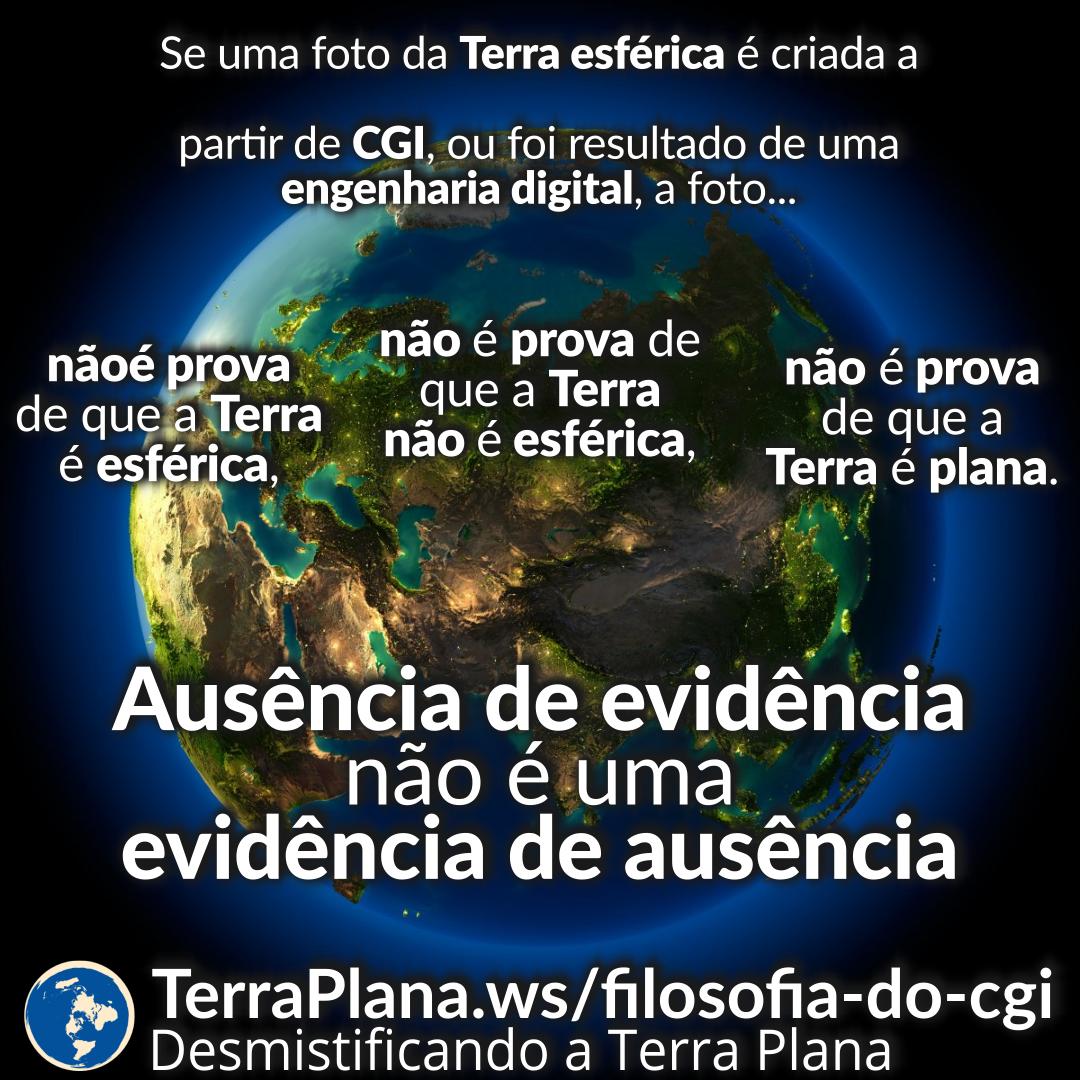 Se uma foto da Terra esférica é criada a
partir de CGI, ou foi resultado de uma
engenharia digital, a foto...
nãoé prova
de que a Terra
é esférica,
não é prova de
que a Terra
não é esférica,
não é prova
de que a
Terra é plana.
Ausência de evidência
não é uma
evidência de ausência
TerraPlana.ws/filosofia-do-cgi
Desmistificando a Terra Plana